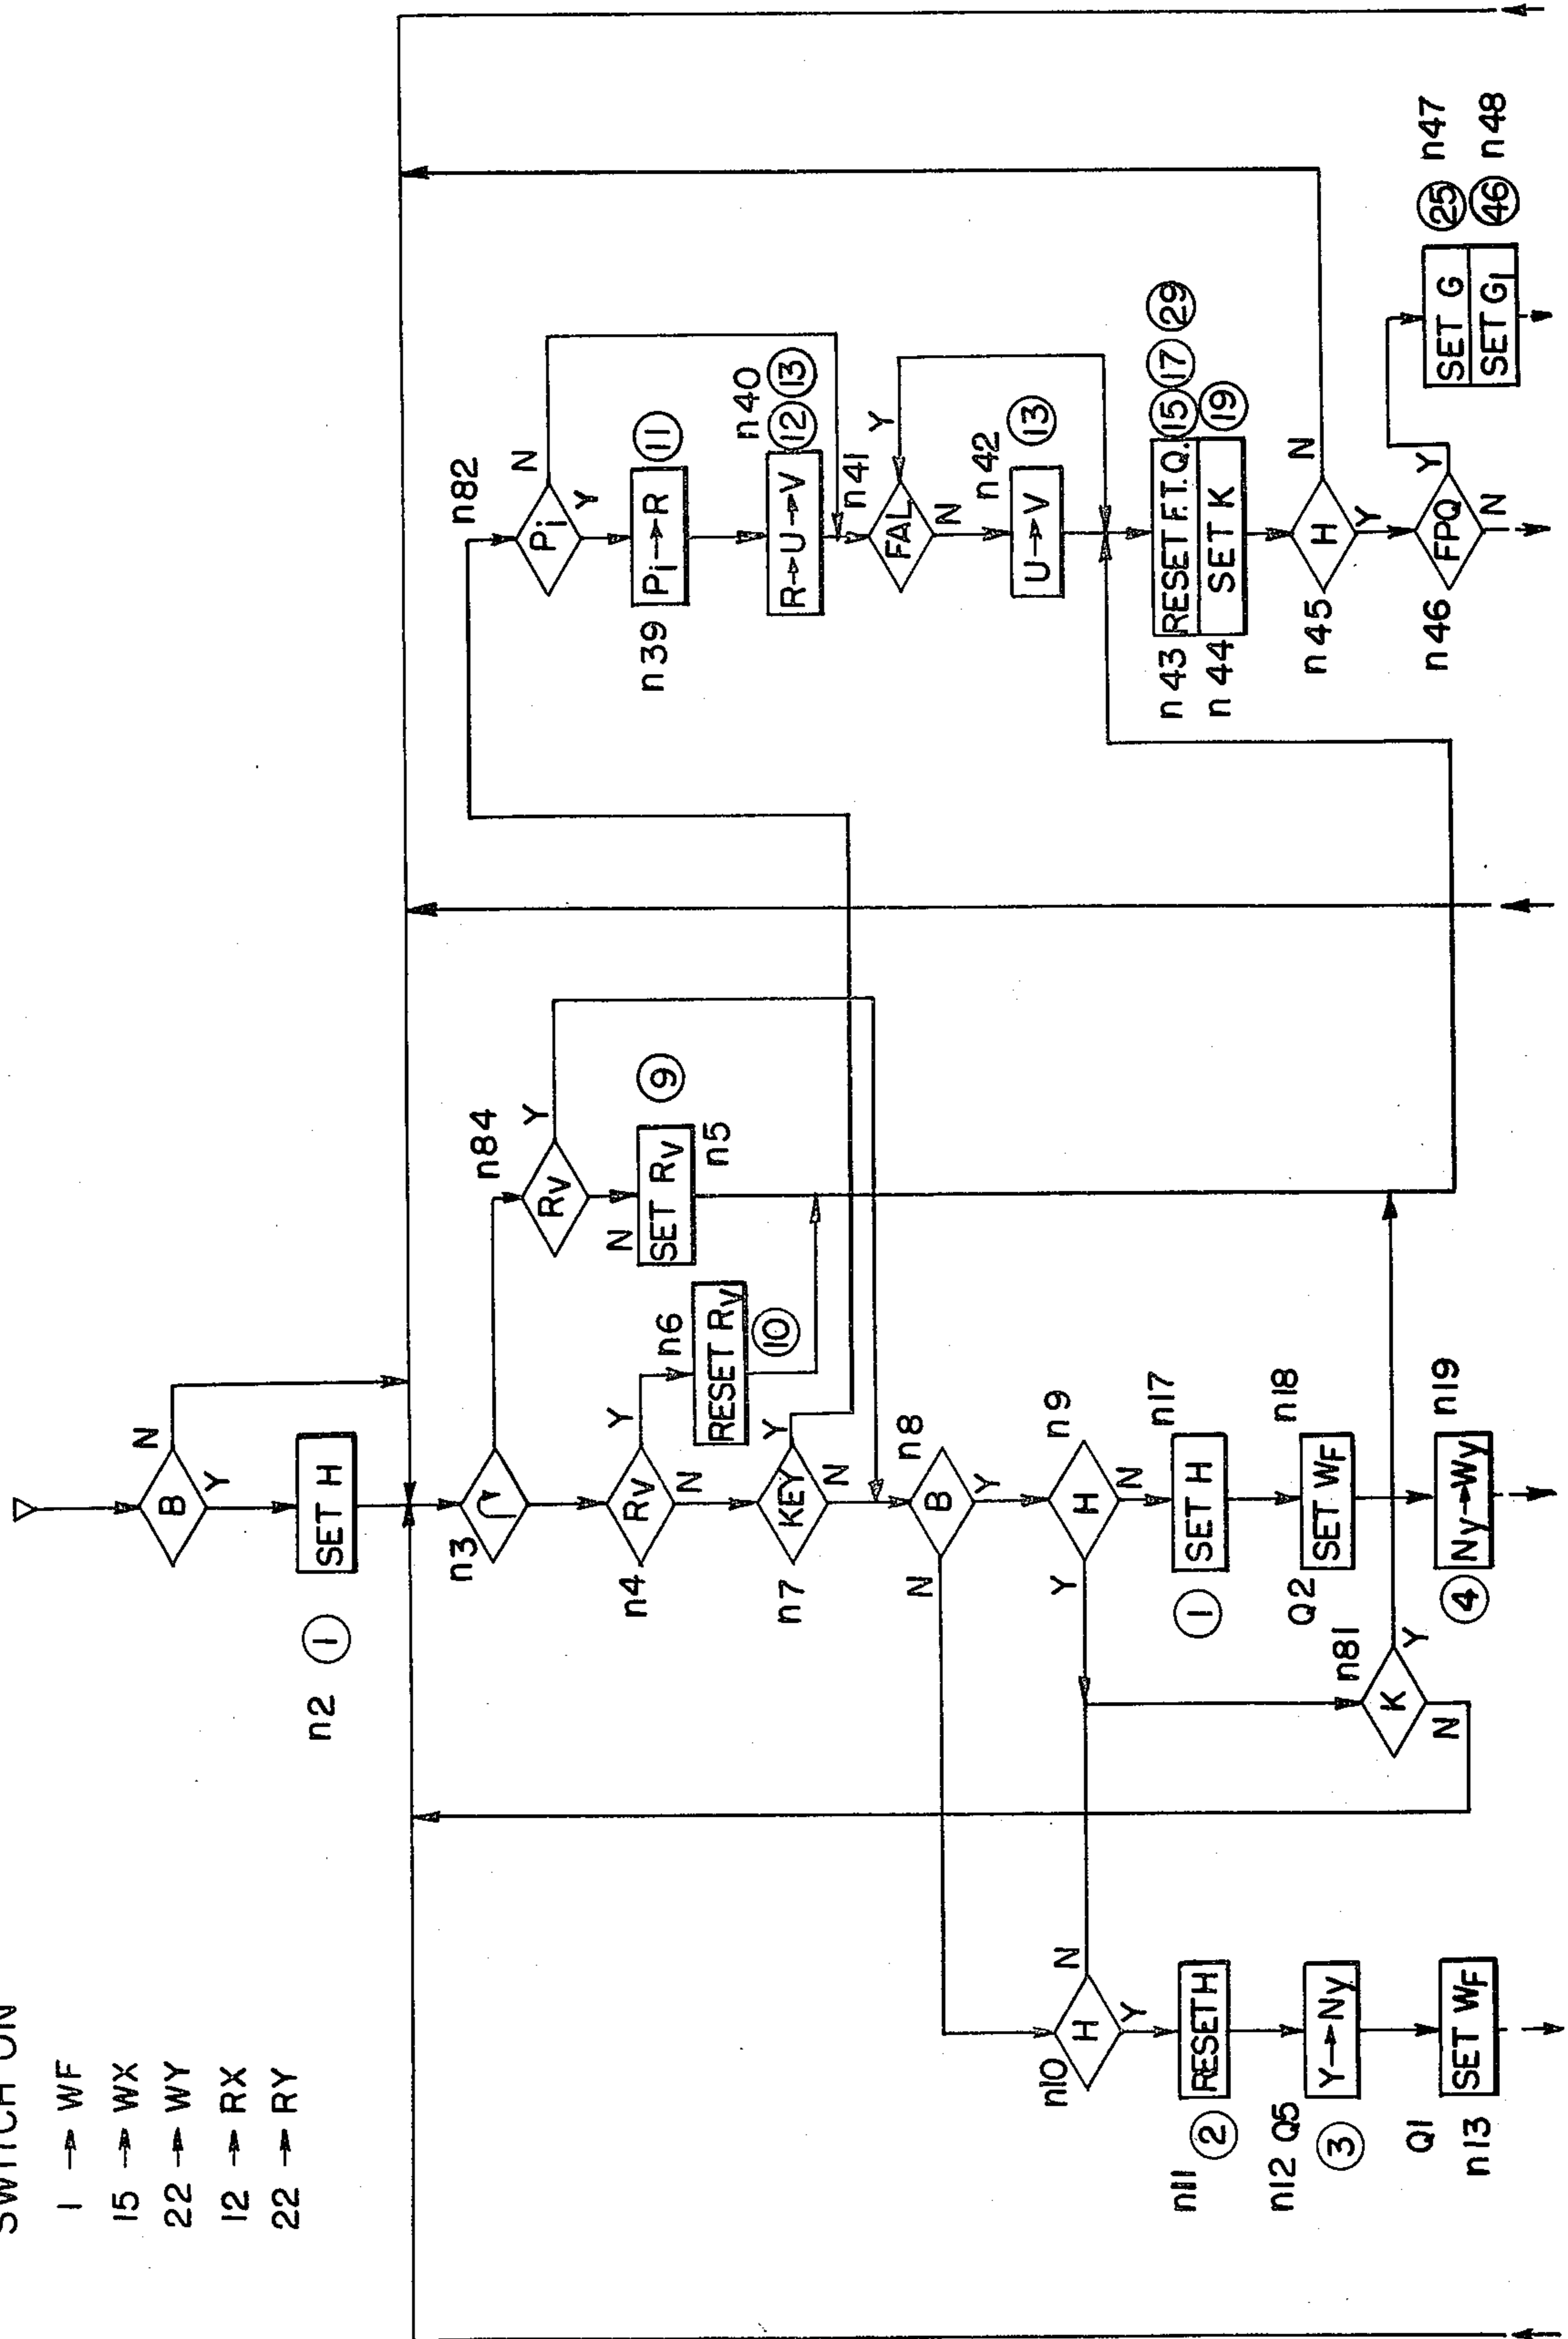 SWITCH ON
1 → WF
15 → WX
22 → WY
12 → RX
22 → RY
B
N
Y
n2
1
SET H
n3
n84
Rv
Y
N
SET Rv
9
n5
n4
Rv
Y
N
n6
RESET Rv
10
n7
KEY
Y
N
n8
B
N
Y
n9
H
Y
N
n10
H
N
Y
n11
2
RESET H
n12 Q5
3
Y → Ny
Q1
n13
SET WF
n17
1
SET H
n18
Q2
SET WF
n19
4
Ny → Wy
n81
K
Y
N
n82
Pi
N
Y
n39
Pi → R
11
n40
R → U → V
12 13
n41
FAL
Y
N
n42
U → V
13
n43
RESET F.T.Q.
15 17 29
n44
SET K
19
n45
H
N
Y
n46
FPQ
Y
N
SET G
25
n47
SET G1
46
n48